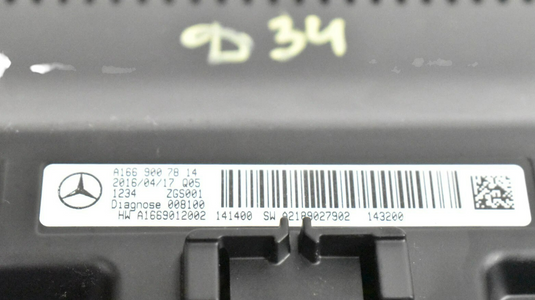 34
A166 900 78 14
2016/04/17 Q05
1234 ZGS001
Diagnose 008100
HW A1669012002 141400 SW A2189027902 143200